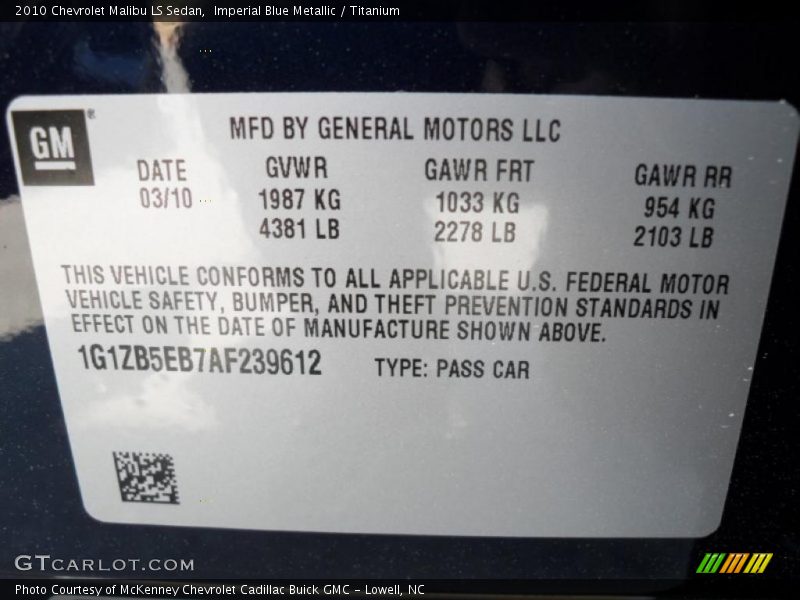 2010 Chevrolet Malibu LS Sedan,  Imperial Blue Metallic / Titanium
GM ®
MFD BY GENERAL MOTORS LLC
DATE GVWR GAWR FRT GAWR RR
03/10 1987 KG 1033 KG 954 KG
4381 LB 2278 LB 2103 LB
THIS VEHICLE CONFORMS TO ALL APPLICABLE U.S. FEDERAL MOTOR
VEHICLE SAFETY, BUMPER, AND THEFT PREVENTION STANDARDS IN
EFFECT ON THE DATE OF MANUFACTURE SHOWN ABOVE.
1G1ZB5EB7AF239612 TYPE: PASS CAR
GTCARLOT.COM
Photo Courtesy of McKenney Chevrolet Cadillac Buick GMC - Lowell, NC